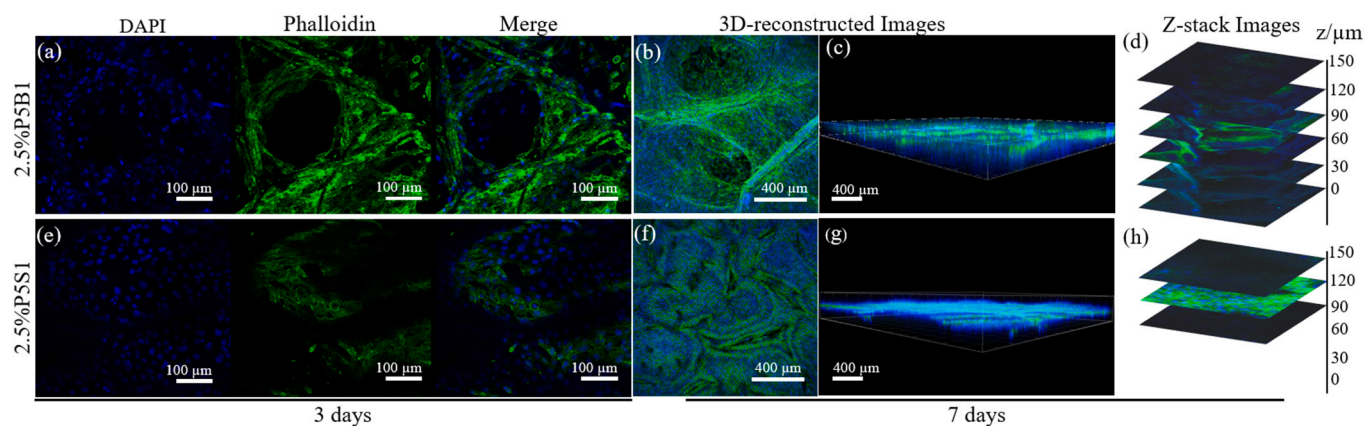 DAPI Phalloidin Merge 3D-reconstructed Images Z-stack Images z/μm
2.5%P5B1
(a) (b) (c) (d)
100 μm 100 μm 100 μm 400 μm 400 μm
150
120
90
60
30
0
2.5%P5S1
(e) (f) (g) (h)
100 μm 100 μm 100 μm 400 μm 400 μm
150
120
90
60
30
0
3 days 7 days